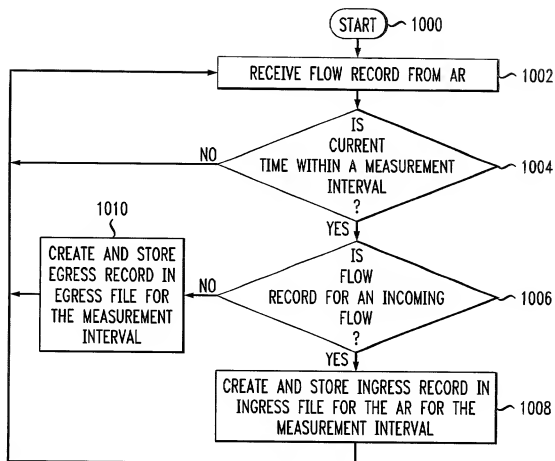 START
1000
RECEIVE FLOW RECORD FROM AR
1002
IS
CURRENT
TIME WITHIN A MEASUREMENT
INTERVAL
?
1004
NO
YES
1010
CREATE AND STORE
EGRESS RECORD IN
EGRESS FILE FOR
THE MEASUREMENT
INTERVAL
NO
IS
FLOW
RECORD FOR AN INCOMING
FLOW
?
1006
YES
CREATE AND STORE INGRESS RECORD IN
INGRESS FILE FOR THE AR FOR THE
MEASUREMENT INTERVAL
1008